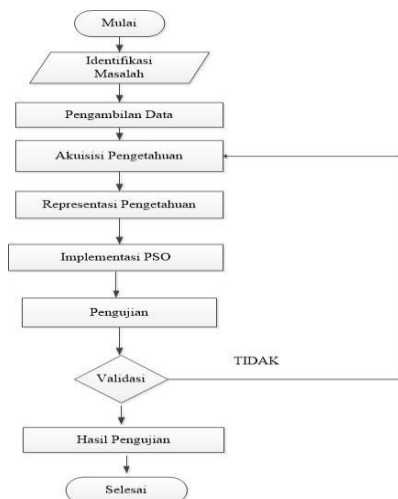 Mulai
Identifikasi
Masalah
Pengambilan Data
Akuisisi Pengetahuan
Representasi Pengetahuan
Implementasi PSO
Pengujian
Validasi
TIDAK
Hasil Pengujian
Selesai